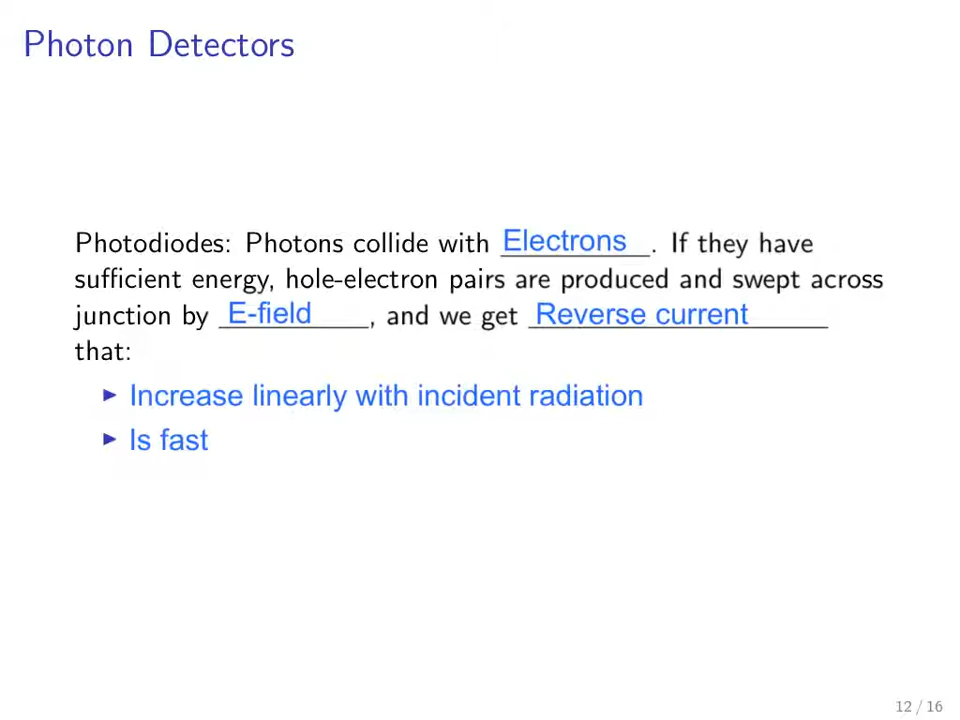 Photon Detectors
Photodiodes: Photons collide with Electrons. If they have
sufficient energy, hole-electron pairs are produced and swept across
junction by E-field, and we get Reverse current
that:
▶ Increase linearly with incident radiation
▶ Is fast
12 / 16